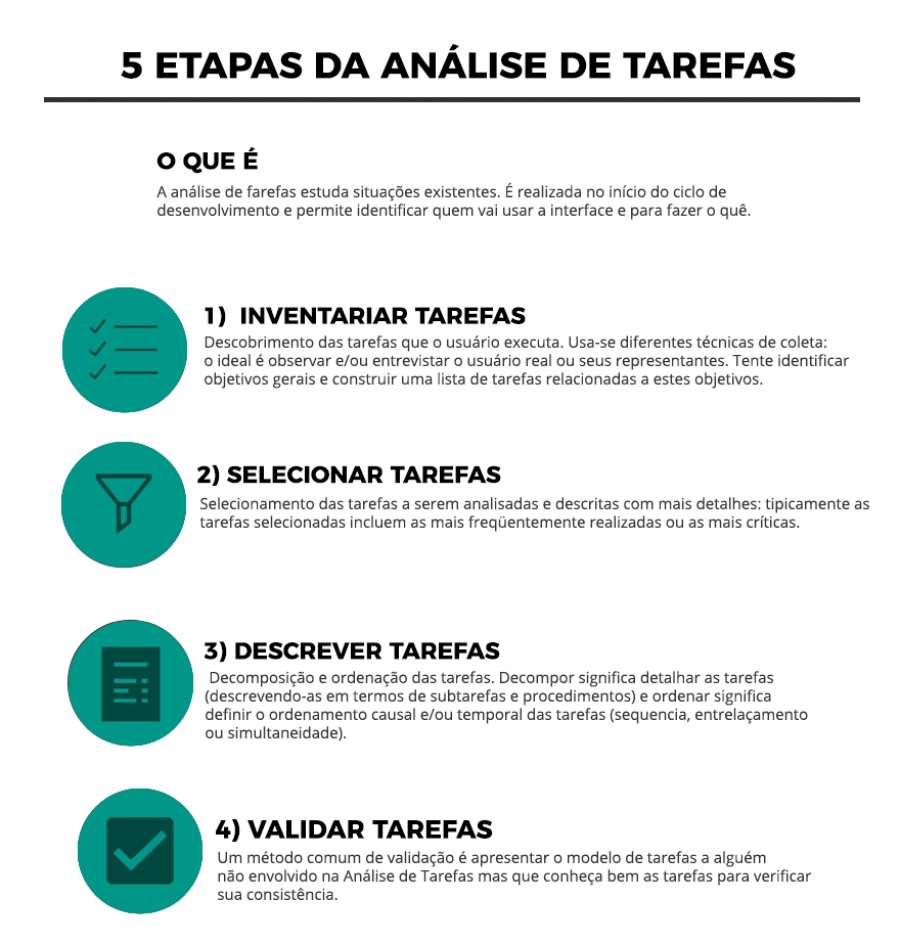 5 ETAPAS DA ANÁLISE DE TAREFAS
O QUE É
A análise de farefas estuda situações existentes. É realizada no início do ciclo de
desenvolvimento e permite identificar quem vai usar a interface e para fazer o quê.
1) INVENTARIAR TAREFAS
Descobrimento das tarefas que o usuário executa. Usa-se diferentes técnicas de coleta:
o ideal é observar e/ou entrevistar o usuário real ou seus representantes. Tente identificar
objetivos gerais e construir uma lista de tarefas relacionadas a estes objetivos.
2) SELECIONAR TAREFAS
Selecionamento das tarefas a serem analisadas e descritas com mais detalhes: tipicamente as
tarefas selecionadas incluem as mais freqüentemente realizadas ou as mais críticas.
3) DESCREVER TAREFAS
Decomposição e ordenação das tarefas. Decompor significa detalhar as tarefas
(descrevendo-as em termos de subtarefas e procedimentos) e ordenar significa
definir o ordenamento causal e/ou temporal das tarefas (sequencia, entrelaçamento
ou simultaneidade).
4) VALIDAR TAREFAS
Um método comum de validação é apresentar o modelo de tarefas a alguém
não envolvido na Análise de Tarefas mas que conheça bem as tarefas para verificar
sua consistência.